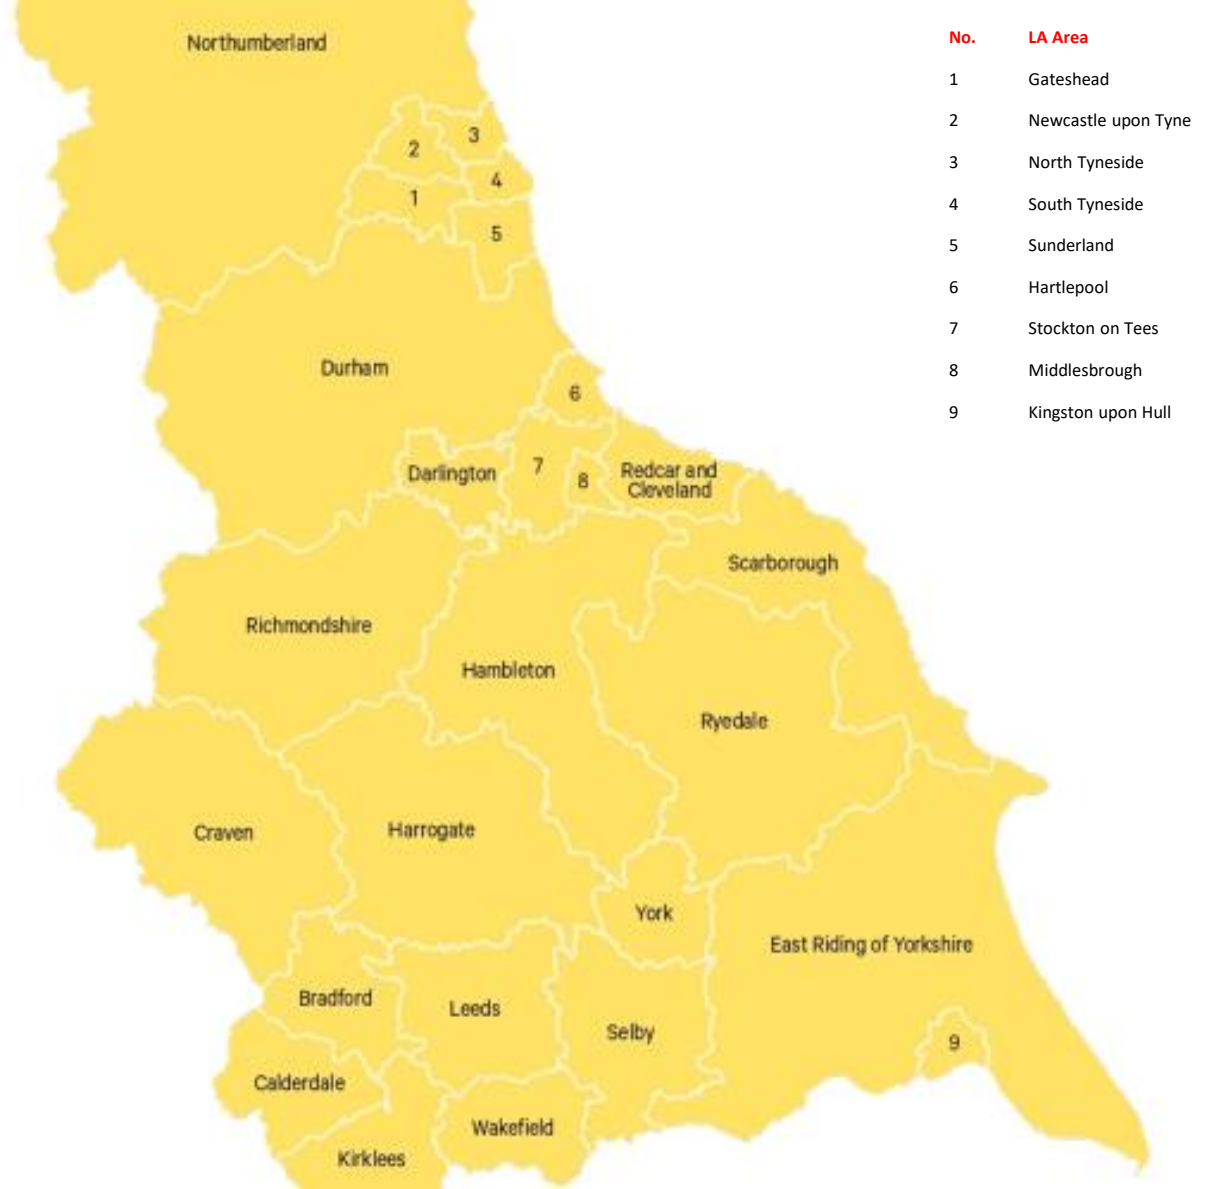 Northumberland
No. LA Area
1 Gateshead
2 Newcastle upon Tyne
3 North Tyneside
4 South Tyneside
5 Sunderland
6 Hartlepool
7 Stockton on Tees
8 Middlesbrough
9 Kingston upon Hull
3
2
4
1
5
Durham
6
Darlington
7
8
Redcar and
Cleveland
Scarborough
Richmondshire
Hambleton
Ryedale
Craven
Harrogate
York
East Riding of Yorkshire
Bradford
Leeds
Selby
9
Calderdale
Wakefield
Kirklees